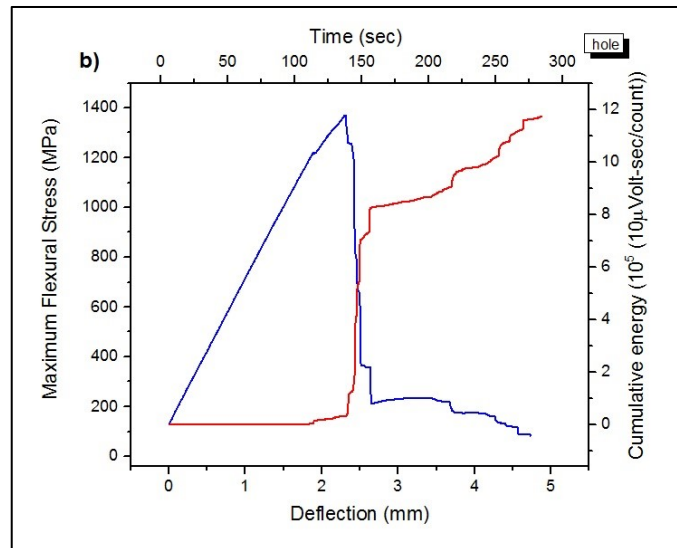 Time (sec)
hole
b)
0 50 100 150 200 250 300
Maximum Flexural Stress (MPa)
1400
1200
1000
800
600
400
200
0
12
10
8
6
4
2
0
Cumulative energy (10⁵ (10µVolt-sec/count))
0 1 2 3 4 5
Deflection (mm)